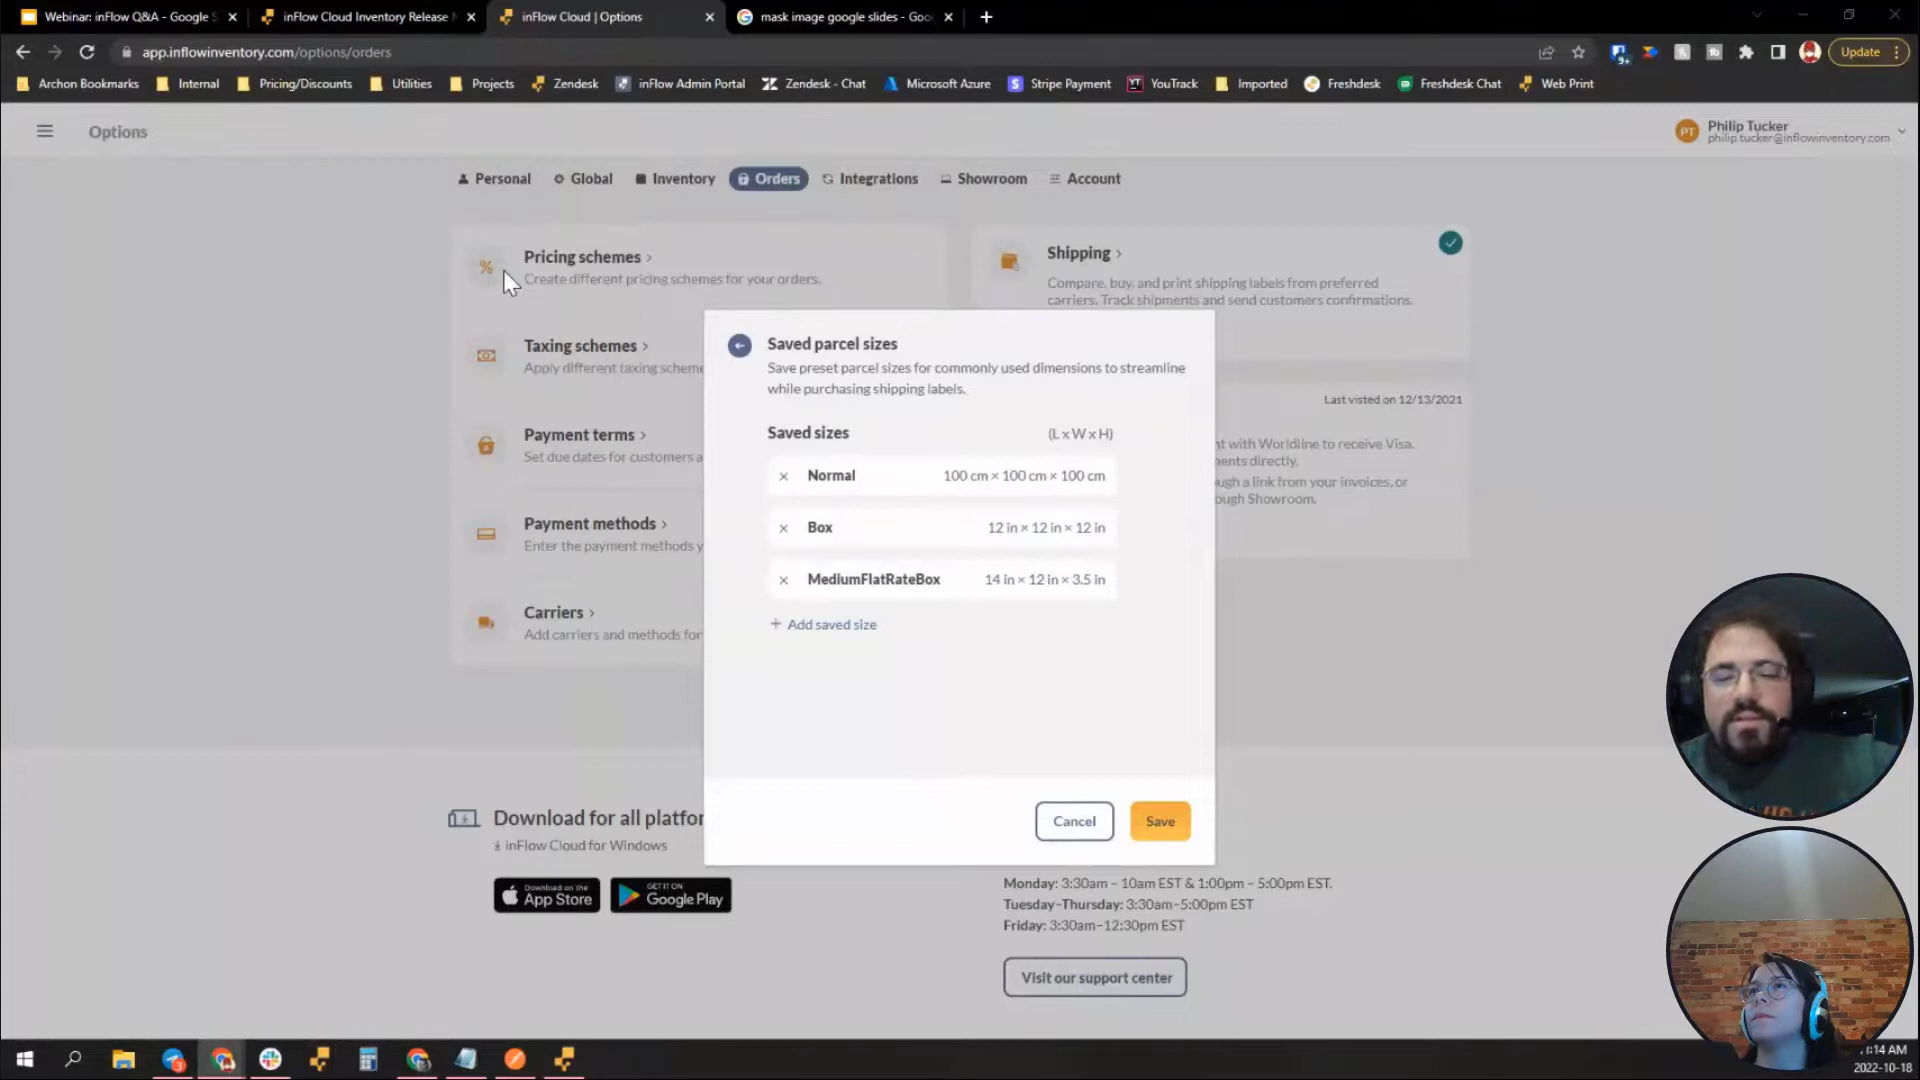 Webinar: inFlow Q&A - Google S
inFlow Cloud Inventory Release N
inFlow Cloud | Options
mask image google slides - Goo
app.inflowinventory.com/options/orders
9+
Update
Archon Bookmarks
Internal
Pricing/Discounts
Utilities
Projects
Zendesk
inFlow Admin Portal
Zendesk - Chat
Microsoft Azure
Stripe Payment
YouTrack
Imported
Freshdesk
Freshdesk Chat
Web Print
Options
PT
Philip Tucker
philip.tucker@inflowinventory.com
Personal
Global
Inventory
Orders
Integrations
Showroom
Account
Pricing schemes >
Create different pricing schemes for your orders.
Taxing schemes >
Apply different taxing scheme
Payment terms >
Set due dates for customers a
Payment methods >
Enter the payment methods y
Carriers >
Add carriers and methods for
Shipping >
Compare, buy, and print shipping labels from preferred
carriers. Track shipments and send customers confirmations.
Last visted on 12/13/2021
t with Worldline to receive Visa.
ments directly.
ugh a link from your invoices, or
rough Showroom.
Saved parcel sizes
Save preset parcel sizes for commonly used dimensions to streamline
while purchasing shipping labels.
Saved sizes (L x W x H)
× Normal 100 cm × 100 cm × 100 cm
× Box 12 in × 12 in × 12 in
× MediumFlatRateBox 14 in × 12 in × 3.5 in
+ Add saved size
Cancel
Save
Download for all platfor
inFlow Cloud for Windows
Download on the
App Store
GET IT ON
Google Play
Monday: 3:30am – 10am EST & 1:00pm – 5:00pm EST.
Tuesday–Thursday: 3:30am–5:00pm EST
Friday: 3:30am–12:30pm EST
Visit our support center
:14 AM
2022-10-18